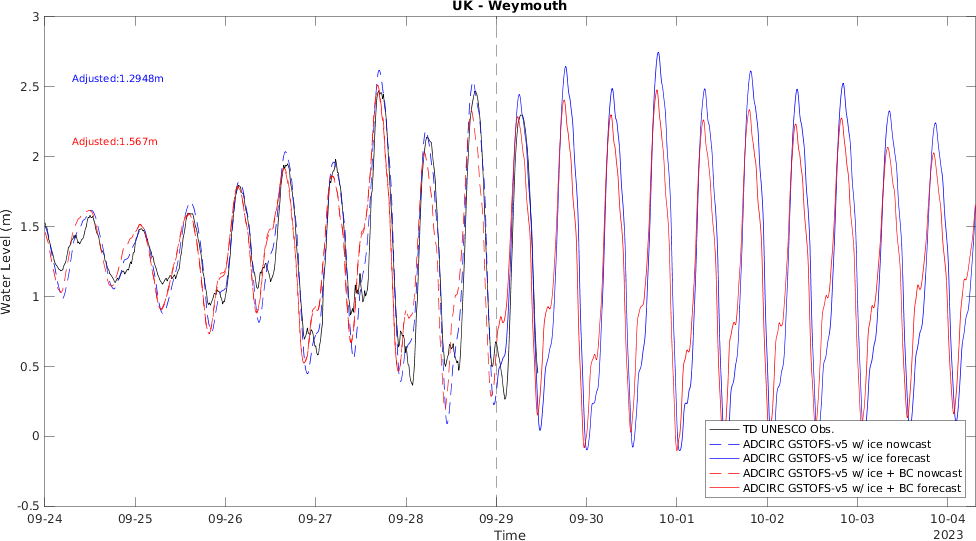 UK - Weymouth
Adjusted:1.2948m
Adjusted:1.567m
Water Level (m)
3
2.5
2
1.5
1
0.5
0
-0.5
TD UNESCO Obs.
ADCIRC GSTOFS-v5 w/ ice nowcast
ADCIRC GSTOFS-v5 w/ ice forecast
ADCIRC GSTOFS-v5 w/ ice + BC nowcast
ADCIRC GSTOFS-v5 w/ ice + BC forecast
09-24 09-25 09-26 09-27 09-28 09-29 09-30 10-01 10-02 10-03 10-04
Time
2023